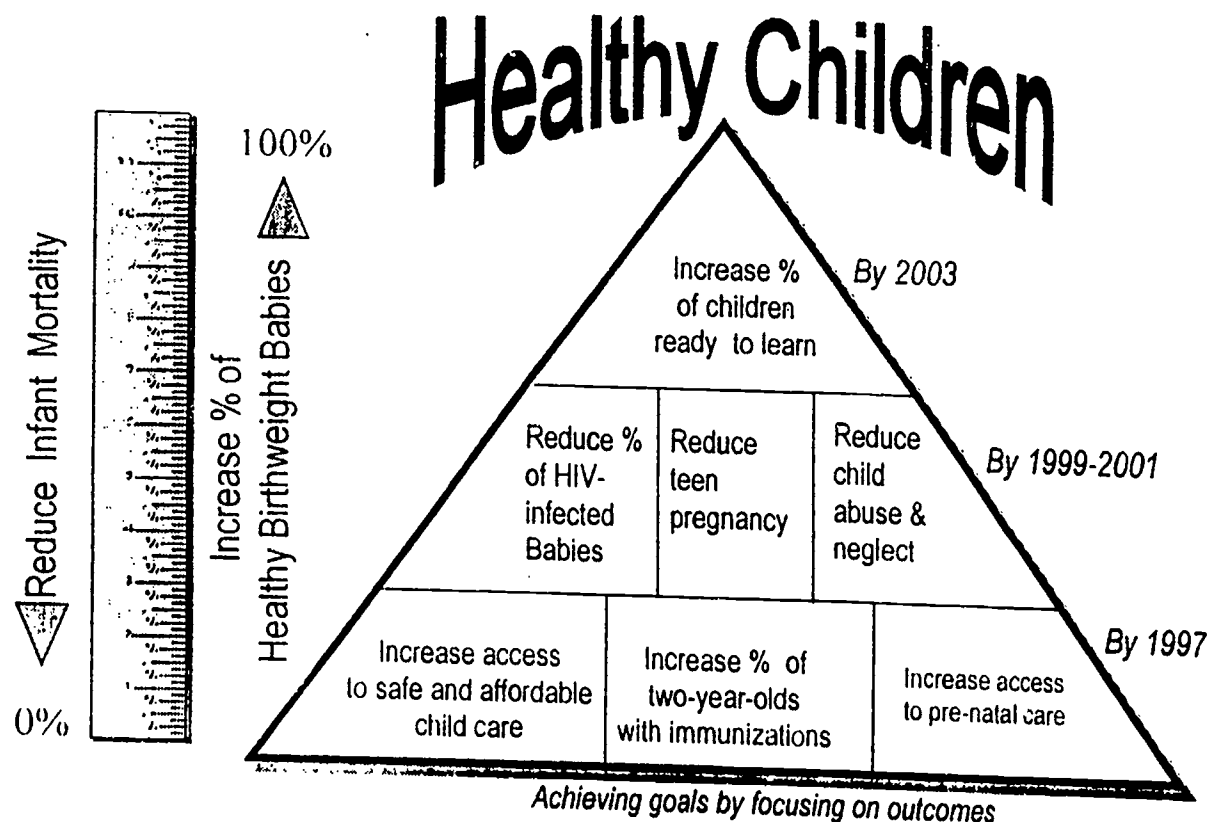 Healthy Children
100%
Reduce Infant Mortality
0%
Increase % of
Healthy Birthweight Babies
Increase %
of children
ready to learn
By 2003
Reduce %
of HIV-
infected
Babies
Reduce
teen
pregnancy
Reduce
child
abuse &
neglect
By 1999-2001
Increase access
to safe and affordable
child care
Increase % of
two-year-olds
with immunizations
Increase access
to pre-natal care
By 1997
Achieving goals by focusing on outcomes